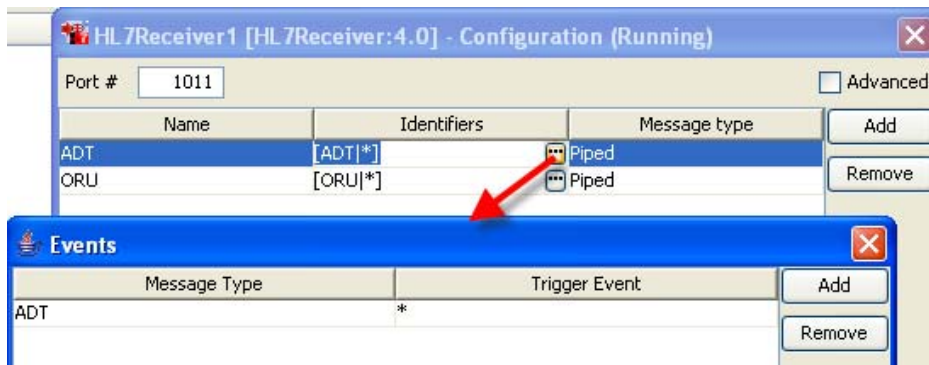 HL7Receiver1 [HL7Receiver:4.0] - Configuration (Running)
Port # 1011 Advanced
Name Identifiers Message type Add
ADT [ADT|*] Piped
ORU [ORU|*] Piped Remove
Events
Message Type Trigger Event Add
ADT *
Remove